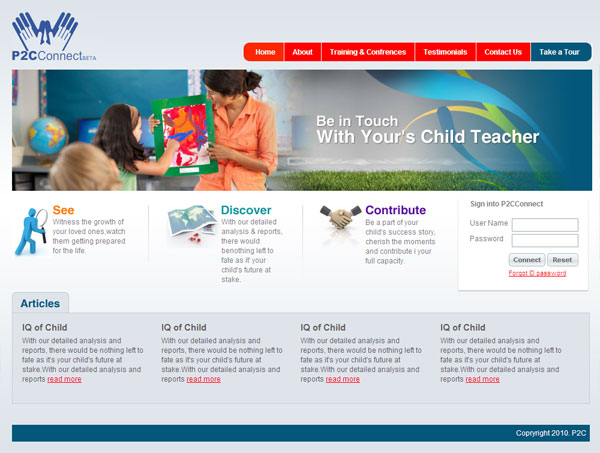 P2CConnect BETA
Home About Training & Confrences Testimonials Contact Us Take a Tour
Be in Touch
With Your's Child Teacher
See
Witness the growth of
your loved ones,watch
them getting prepared
for the life.
Discover
With our detailed
analysis & reports,
there would
benothing left to
fate as if your
child's future at
stake.
Contribute
Be a part of your
child's success story,
cherish the moments
and contribute i your
full capacity.
Sign into P2CConnect
User Name
Password
Connect Reset
Forgot ID password
Articles
IQ of Child
With our detailed analysis and
reports, there would be nothing left to
fate as it's your child's future at
stake.With our detailed analysis and
reports read more
IQ of Child
With our detailed analysis and
reports, there would be nothing left to
fate as it's your child's future at
stake.With our detailed analysis and
reports read more
IQ of Child
With our detailed analysis and
reports, there would be nothing left to
fate as it's your child's future at
stake.With our detailed analysis and
reports read more
IQ of Child
With our detailed analysis and
reports, there would be nothing left to
fate as it's your child's future at
stake.With our detailed analysis and
reports read more
Copryright 2010. P2C